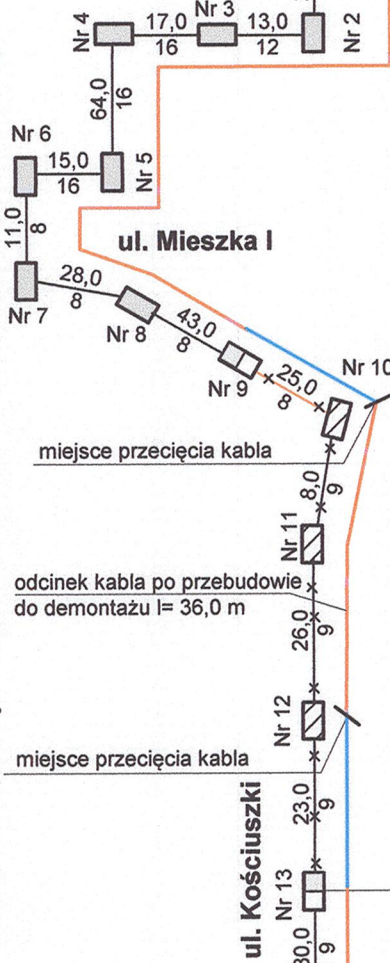 Nr 4
17,0
16
Nr 3
13,0
12
Nr 2
64,0
16
Nr 6
15,0
16
Nr 5
11,0
8
ul. Mieszka I
28,0
8
Nr 7
Nr 8
43,0
8
Nr 9
25,0
8
Nr 10
miejsce przecięcia kabla
8,0
9
Nr 11
odcinek kabla po przebudowie
do demontażu l= 36,0 m
26,0
9
Nr 12
miejsce przecięcia kabla
23,0
9
ul. Kościuszki
Nr 13
30,0
9